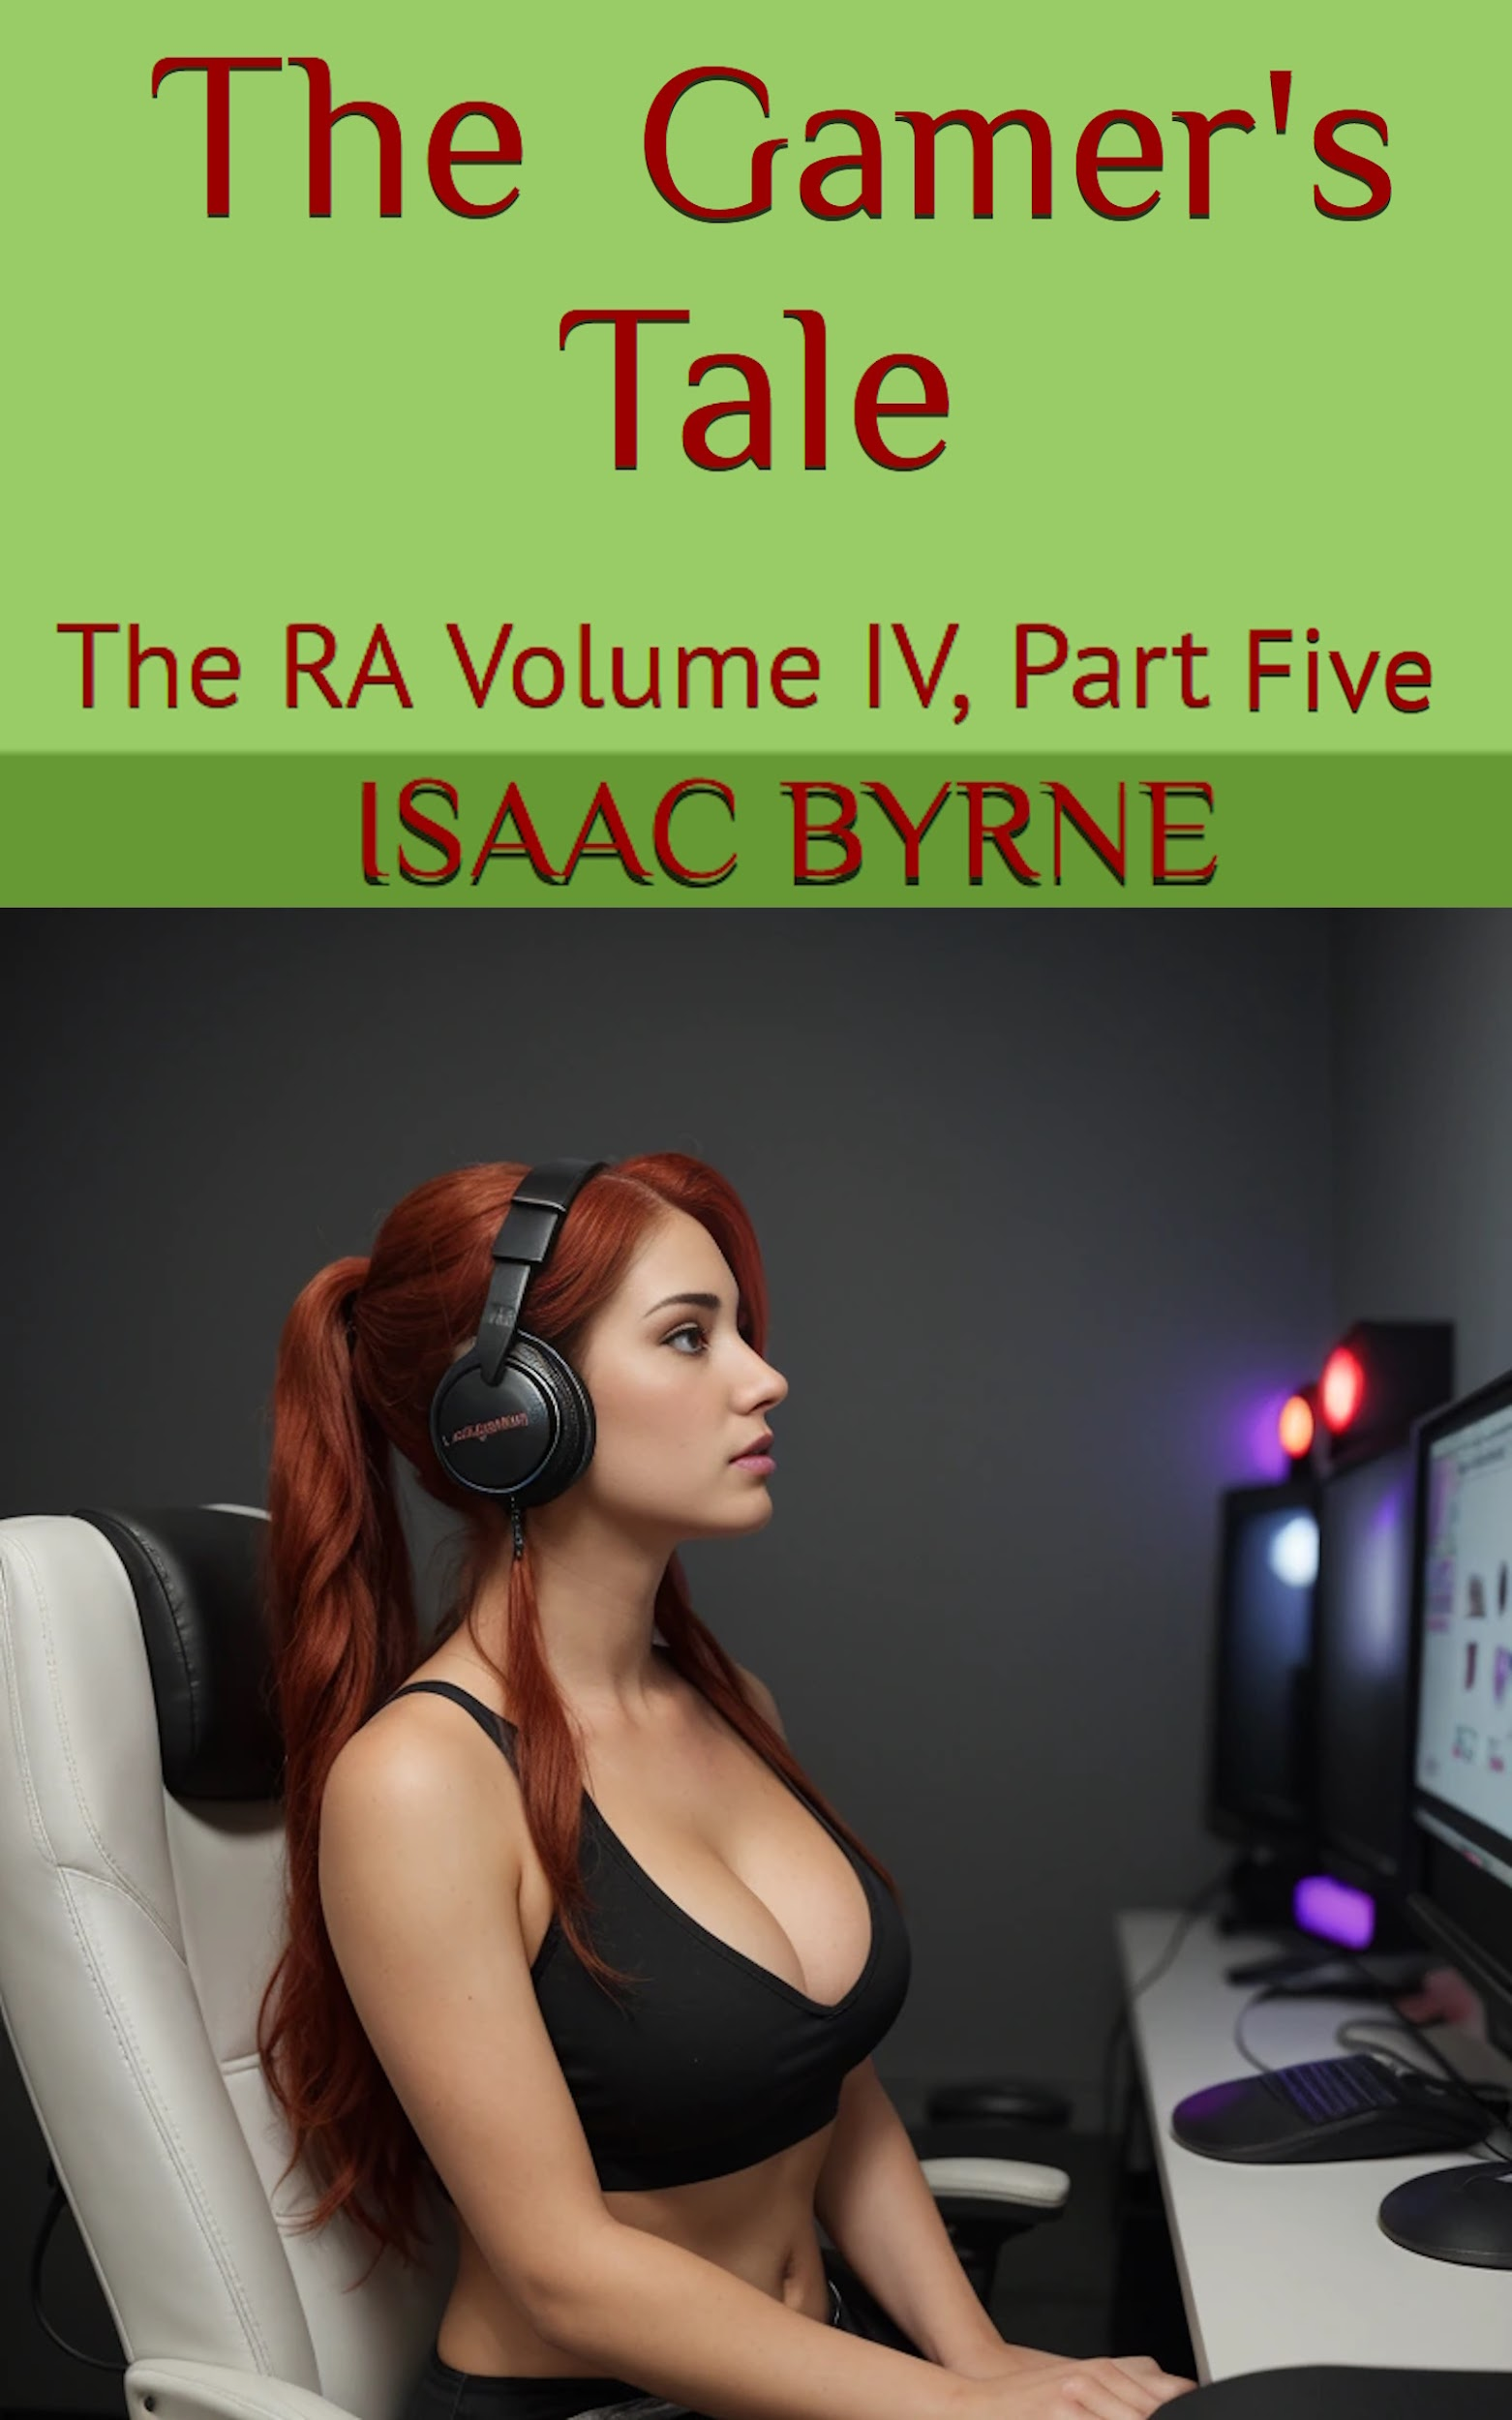 The Gamer's
Tale
The RA Volume IV, Part Five
ISAAC BYRNE